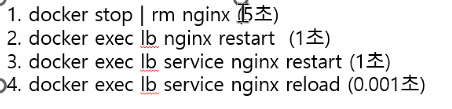 1. docker stop | rm nginx (5초)
2. docker exec lb nginx restart (1초)
3. docker exec lb service nginx restart (1초)
4. docker exec lb service nginx reload (0.001초)